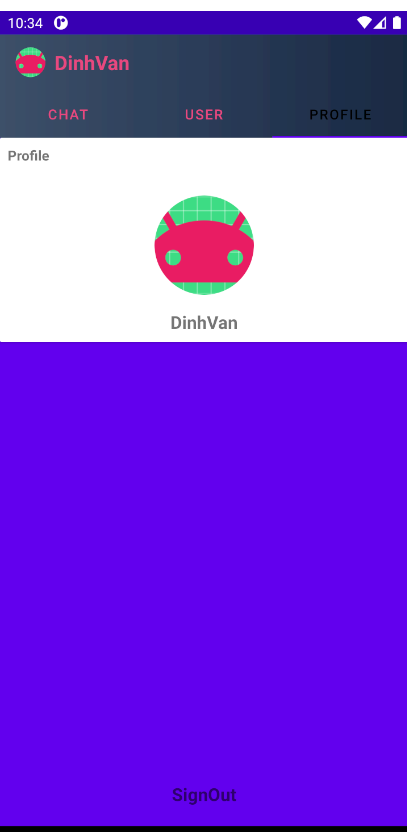 10:34
DinhVan
CHAT USER PROFILE
Profile
DinhVan
SignOut